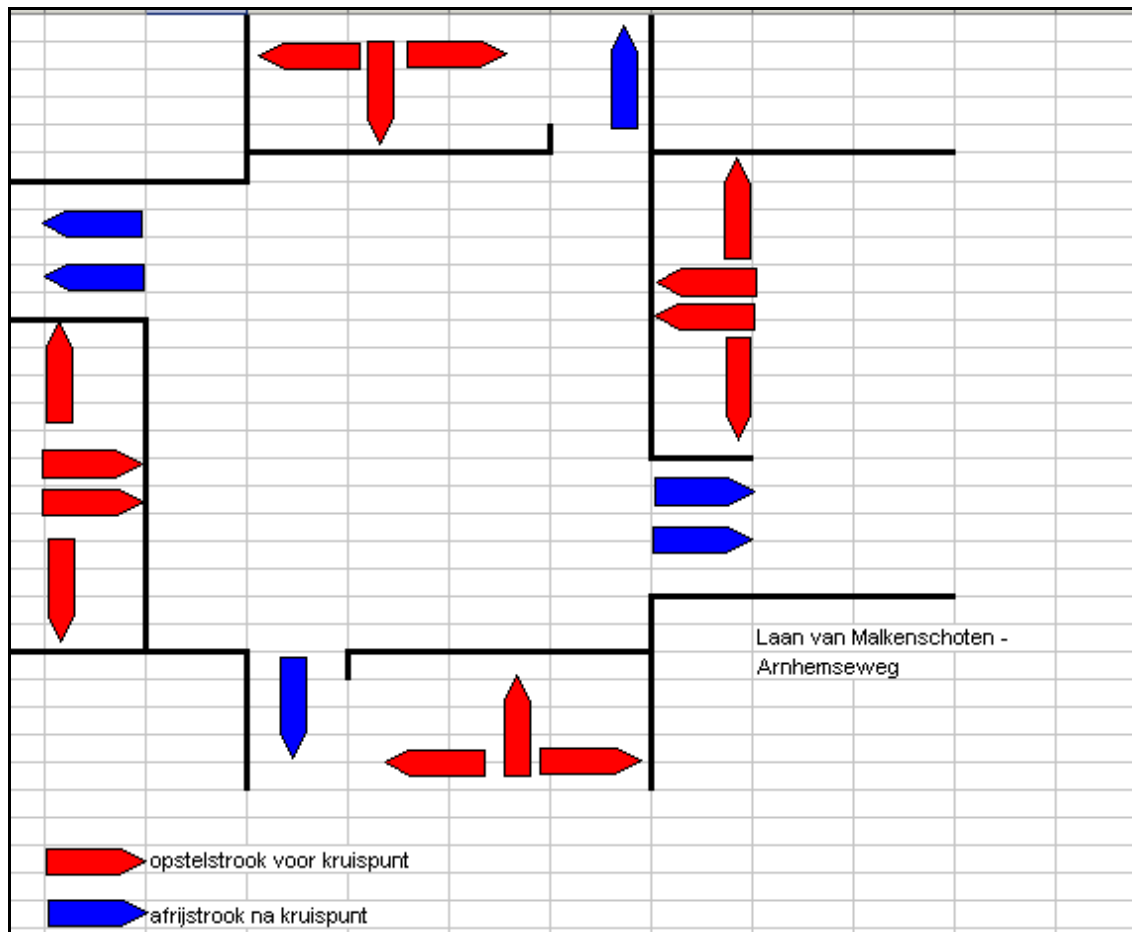 Laan van Malkenschoten -
Arnhemseweg
opstelstrook voor kruispunt
afrijstrook na kruispunt